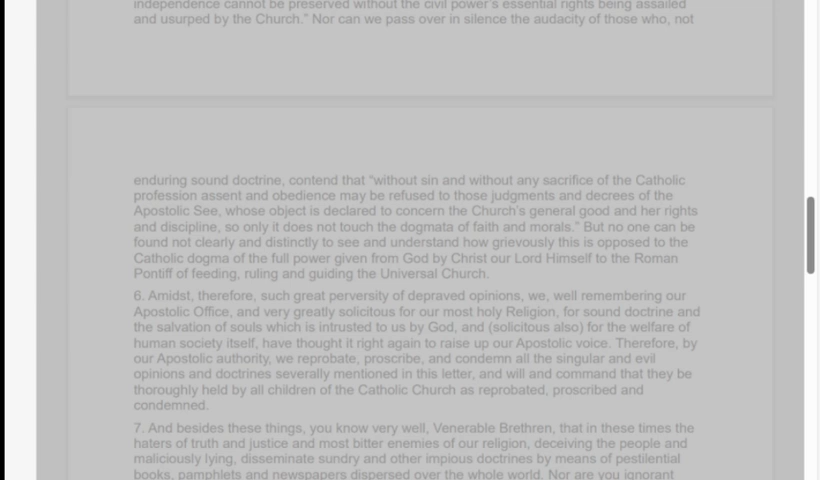 independence cannot be preserved without the civil power's essential rights being assailed
and usurped by the Church.” Nor can we pass over in silence the audacity of those who, not
enduring sound doctrine, contend that “without sin and without any sacrifice of the Catholic
profession assent and obedience may be refused to those judgments and decrees of the
Apostolic See, whose object is declared to concern the Church's general good and her rights
and discipline, so only it does not touch the dogmata of faith and morals.” But no one can be
found not clearly and distinctly to see and understand how grievously this is opposed to the
Catholic dogma of the full power given from God by Christ our Lord Himself to the Roman
Pontiff of feeding, ruling and guiding the Universal Church.
6. Amidst, therefore, such great perversity of depraved opinions, we, well remembering our
Apostolic Office, and very greatly solicitous for our most holy Religion, for sound doctrine and
the salvation of souls which is intrusted to us by God, and (solicitous also) for the welfare of
human society itself, have thought it right again to raise up our Apostolic voice. Therefore, by
our Apostolic authority, we reprobate, proscribe, and condemn all the singular and evil
opinions and doctrines severally mentioned in this letter, and will and command that they be
thoroughly held by all children of the Catholic Church as reprobated, proscribed and
condemned.
7. And besides these things, you know very well, Venerable Brethren, that in these times the
haters of truth and justice and most bitter enemies of our religion, deceiving the people and
maliciously lying, disseminate sundry and other impious doctrines by means of pestilential
books, pamphlets and newspapers dispersed over the whole world. Nor are you ignorant